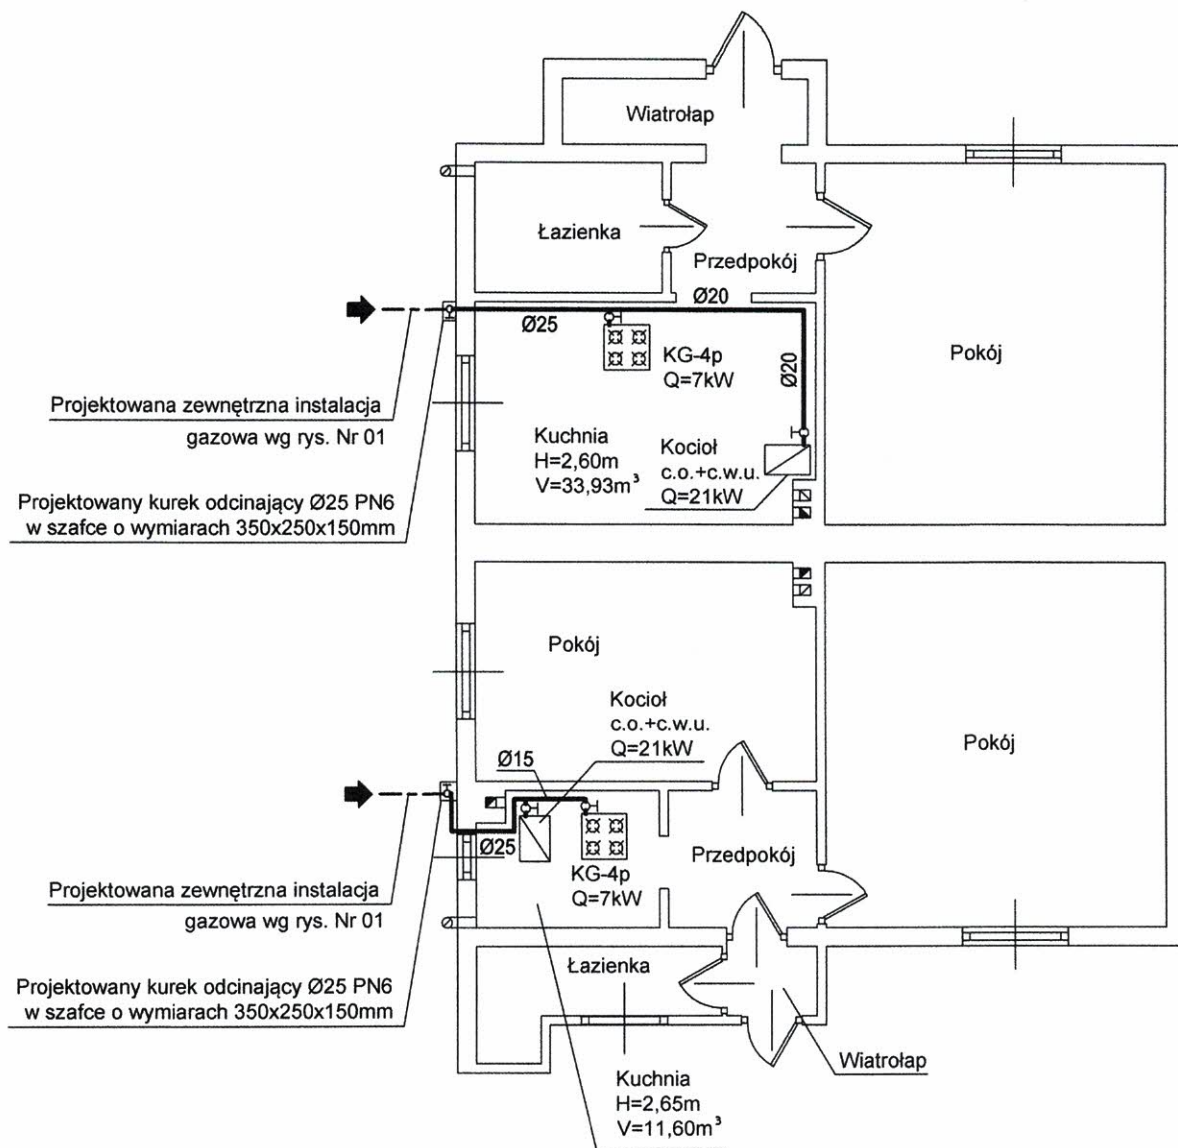 Wiatrołap
Łazienka
Przedpokój
Ø20
Ø25
KG-4p
Q=7kW
Ø20
Pokój
Projektowana zewnętrzna instalacja
gazowa wg rys. Nr 01
Kuchnia
H=2,60m
V=33,93m³
Kocioł
c.o.+c.w.u.
Q=21kW
Projektowany kurek odcinający Ø25 PN6
w szafce o wymiarach 350x250x150mm
Pokój
Kocioł
c.o.+c.w.u.
Q=21kW
Pokój
Ø15
Ø25
KG-4p
Q=7kW
Przedpokój
Projektowana zewnętrzna instalacja
gazowa wg rys. Nr 01
Łazienka
Projektowany kurek odcinający Ø25 PN6
w szafce o wymiarach 350x250x150mm
Wiatrołap
Kuchnia
H=2,65m
V=11,60m³